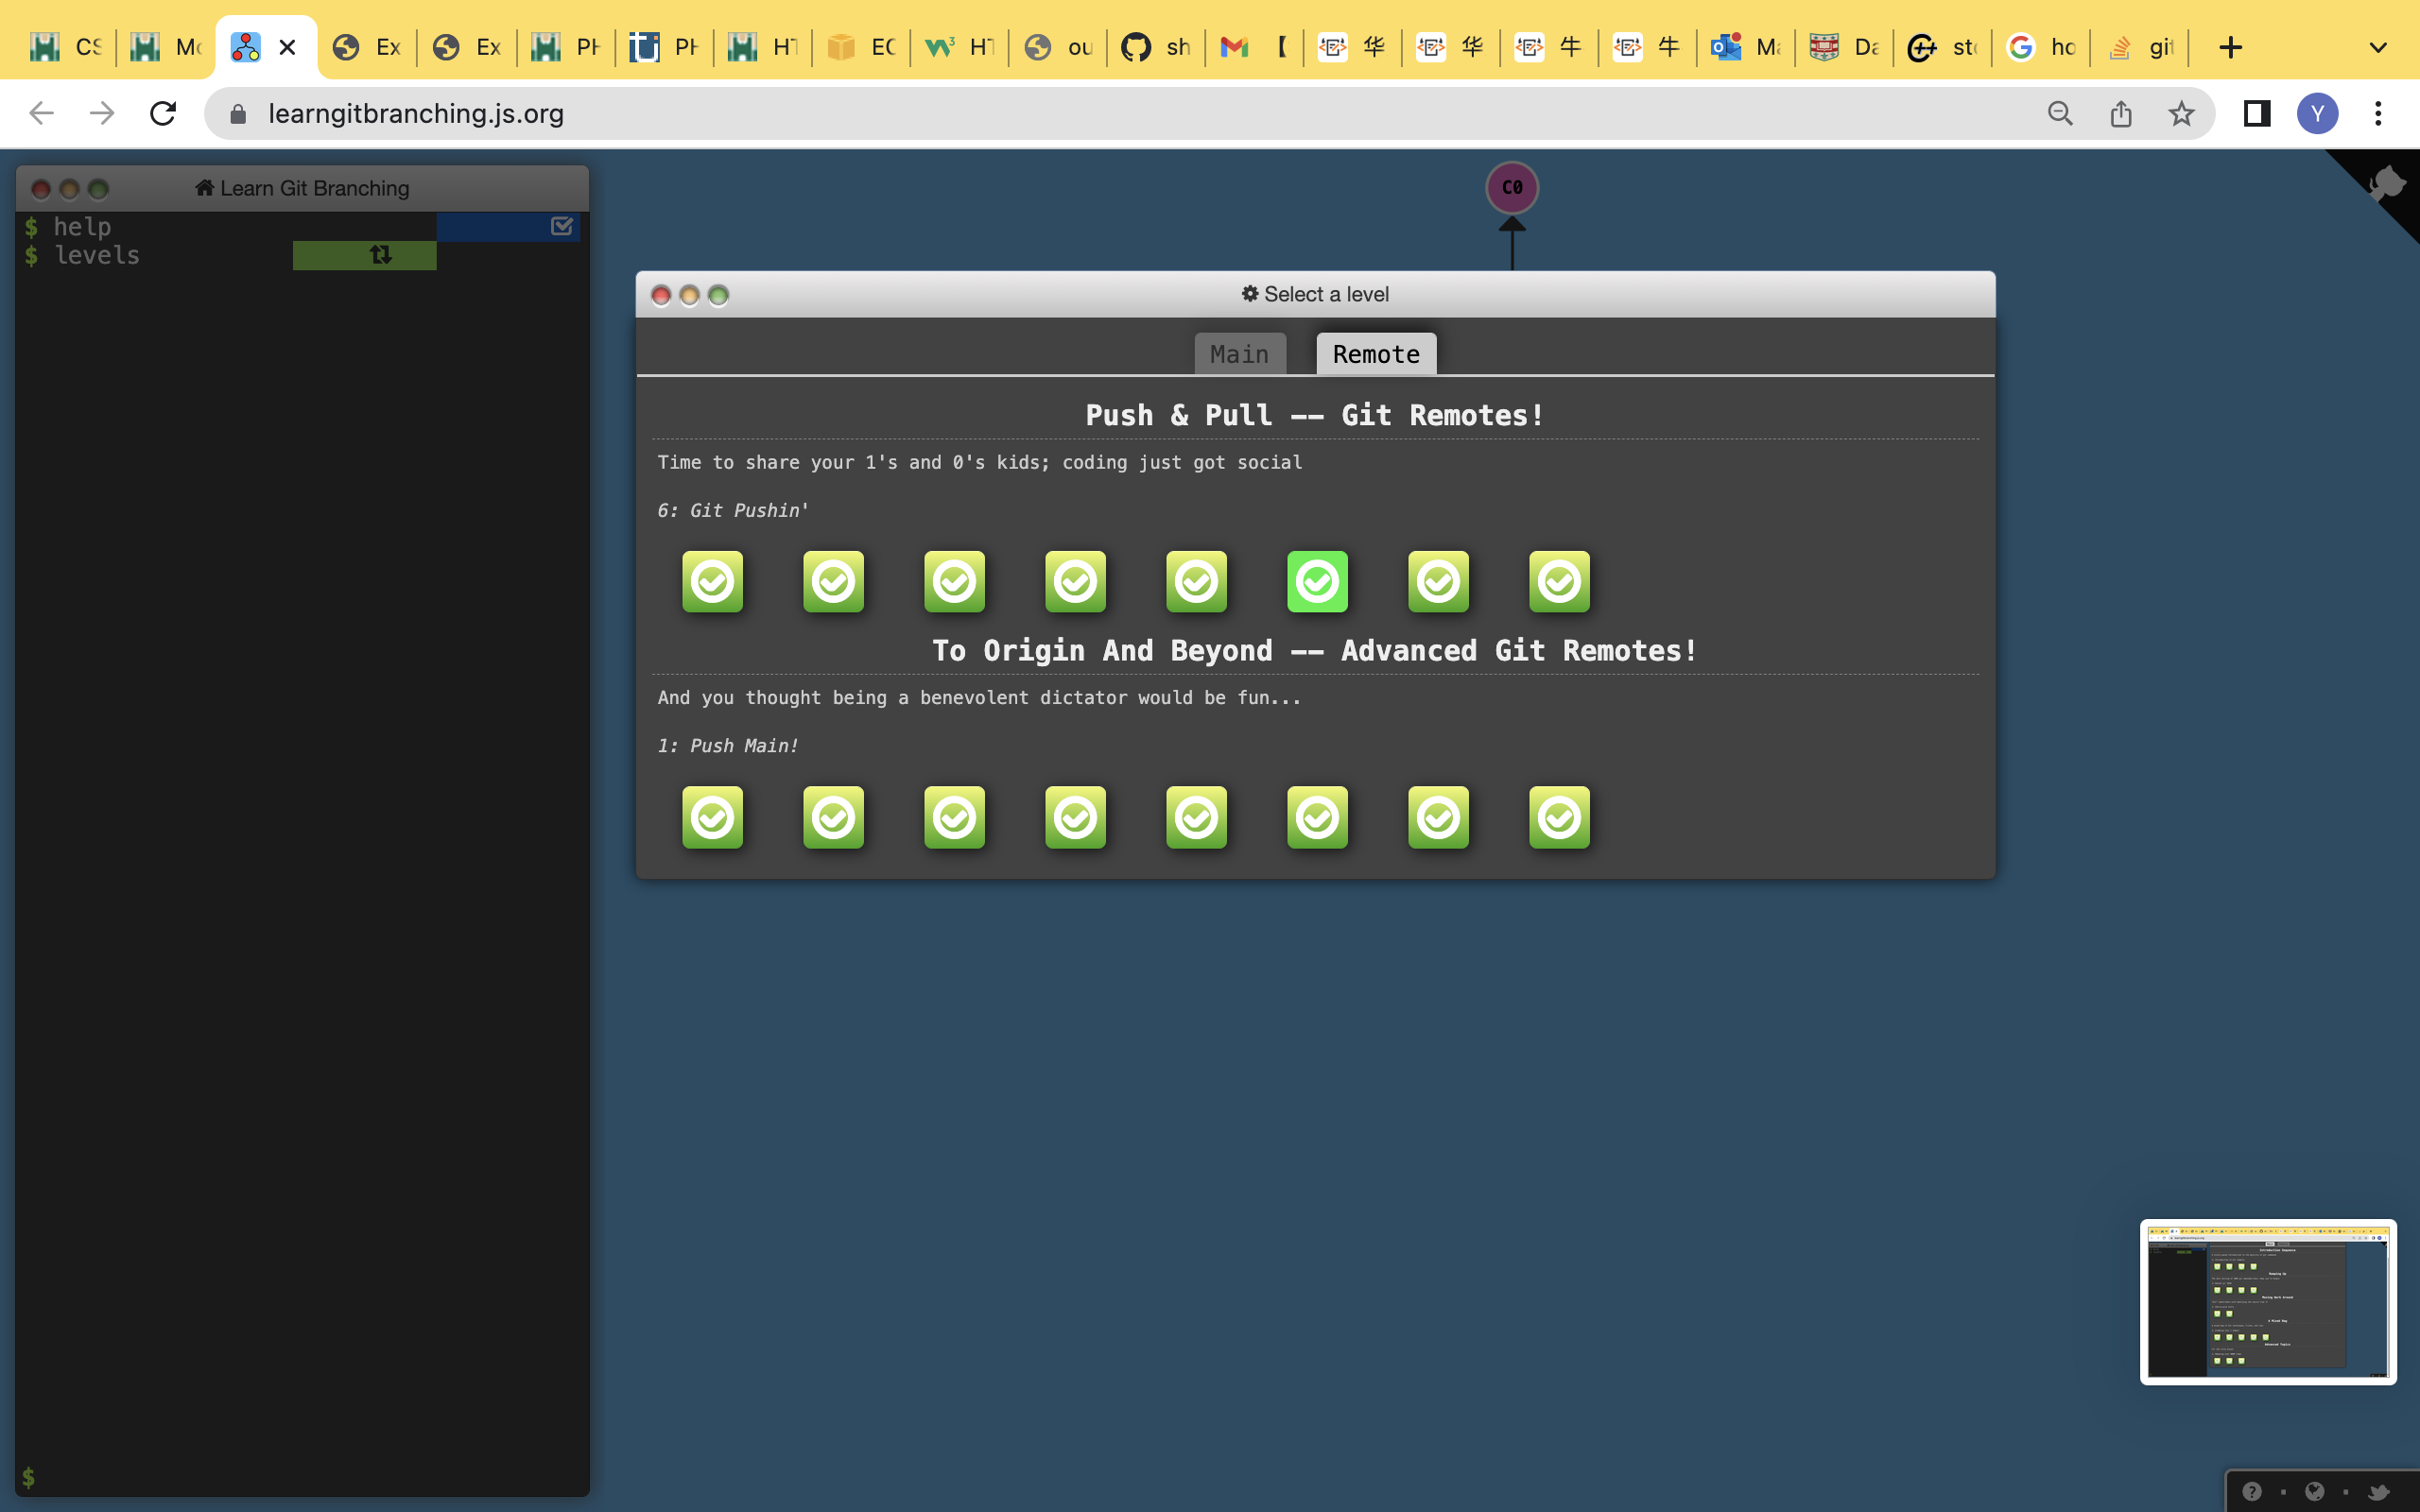 CS
Mo
Ex
Ex
PH
PH
HT
EC
HT
ou
sh
【
华
华
牛
牛
Ma
Da
sto
ho
git
learngitbranching.js.org
Y
Learn Git Branching
$ help
$ levels
$
C0
Select a level
Main
Remote
Push & Pull -- Git Remotes!
Time to share your 1's and 0's kids; coding just got social
6: Git Pushin'
To Origin And Beyond -- Advanced Git Remotes!
And you thought being a benevolent dictator would be fun...
1: Push Main!